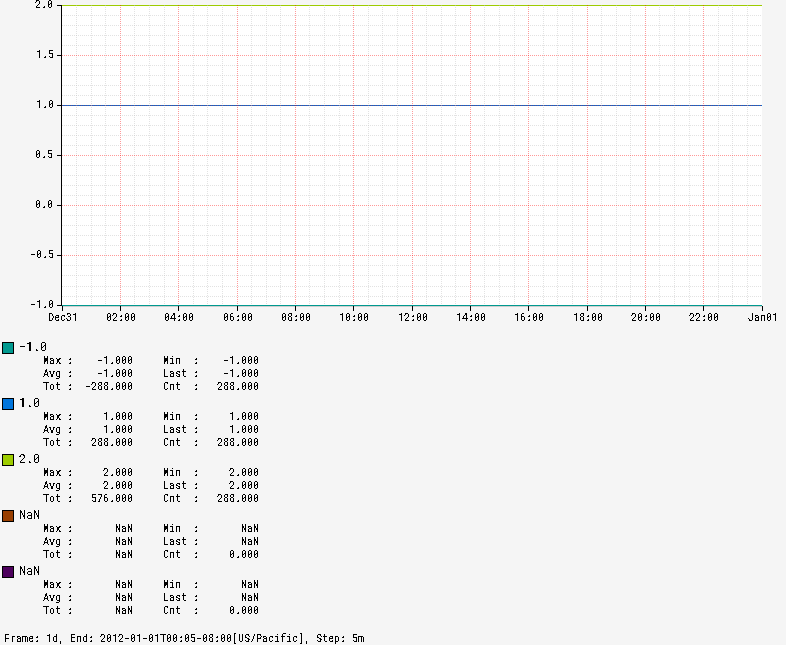 2.0
1.5
1.0
0.5
0.0
-0.5
-1.0
Dec31 02:00 04:00 06:00 08:00 10:00 12:00 14:00 16:00 18:00 20:00 22:00 Jan01
-1.0
Max : -1.000 Min : -1.000
Avg : -1.000 Last : -1.000
Tot : -288.000 Cnt : 288.000
1.0
Max : 1.000 Min : 1.000
Avg : 1.000 Last : 1.000
Tot : 288.000 Cnt : 288.000
2.0
Max : 2.000 Min : 2.000
Avg : 2.000 Last : 2.000
Tot : 576.000 Cnt : 288.000
NaN
Max : NaN Min : NaN
Avg : NaN Last : NaN
Tot : NaN Cnt : 0.000
NaN
Max : NaN Min : NaN
Avg : NaN Last : NaN
Tot : NaN Cnt : 0.000
Frame: 1d, End: 2012-01-01T00:05-08:00[US/Pacific], Step: 5m